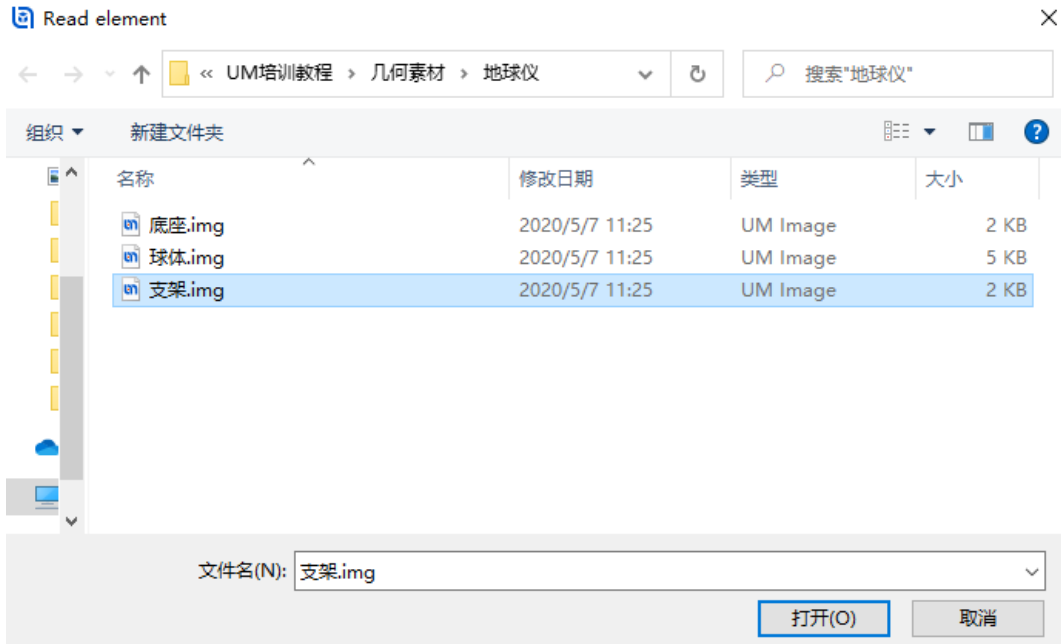 Read element
« UM培训教程 › 几何素材 › 地球仪
搜索"地球仪"
组织 新建文件夹
名称 修改日期 类型 大小
底座.img 2020/5/7 11:25 UM Image 2 KB
球体.img 2020/5/7 11:25 UM Image 5 KB
支架.img 2020/5/7 11:25 UM Image 2 KB
文件名(N): 支架.img
打开(O) 取消